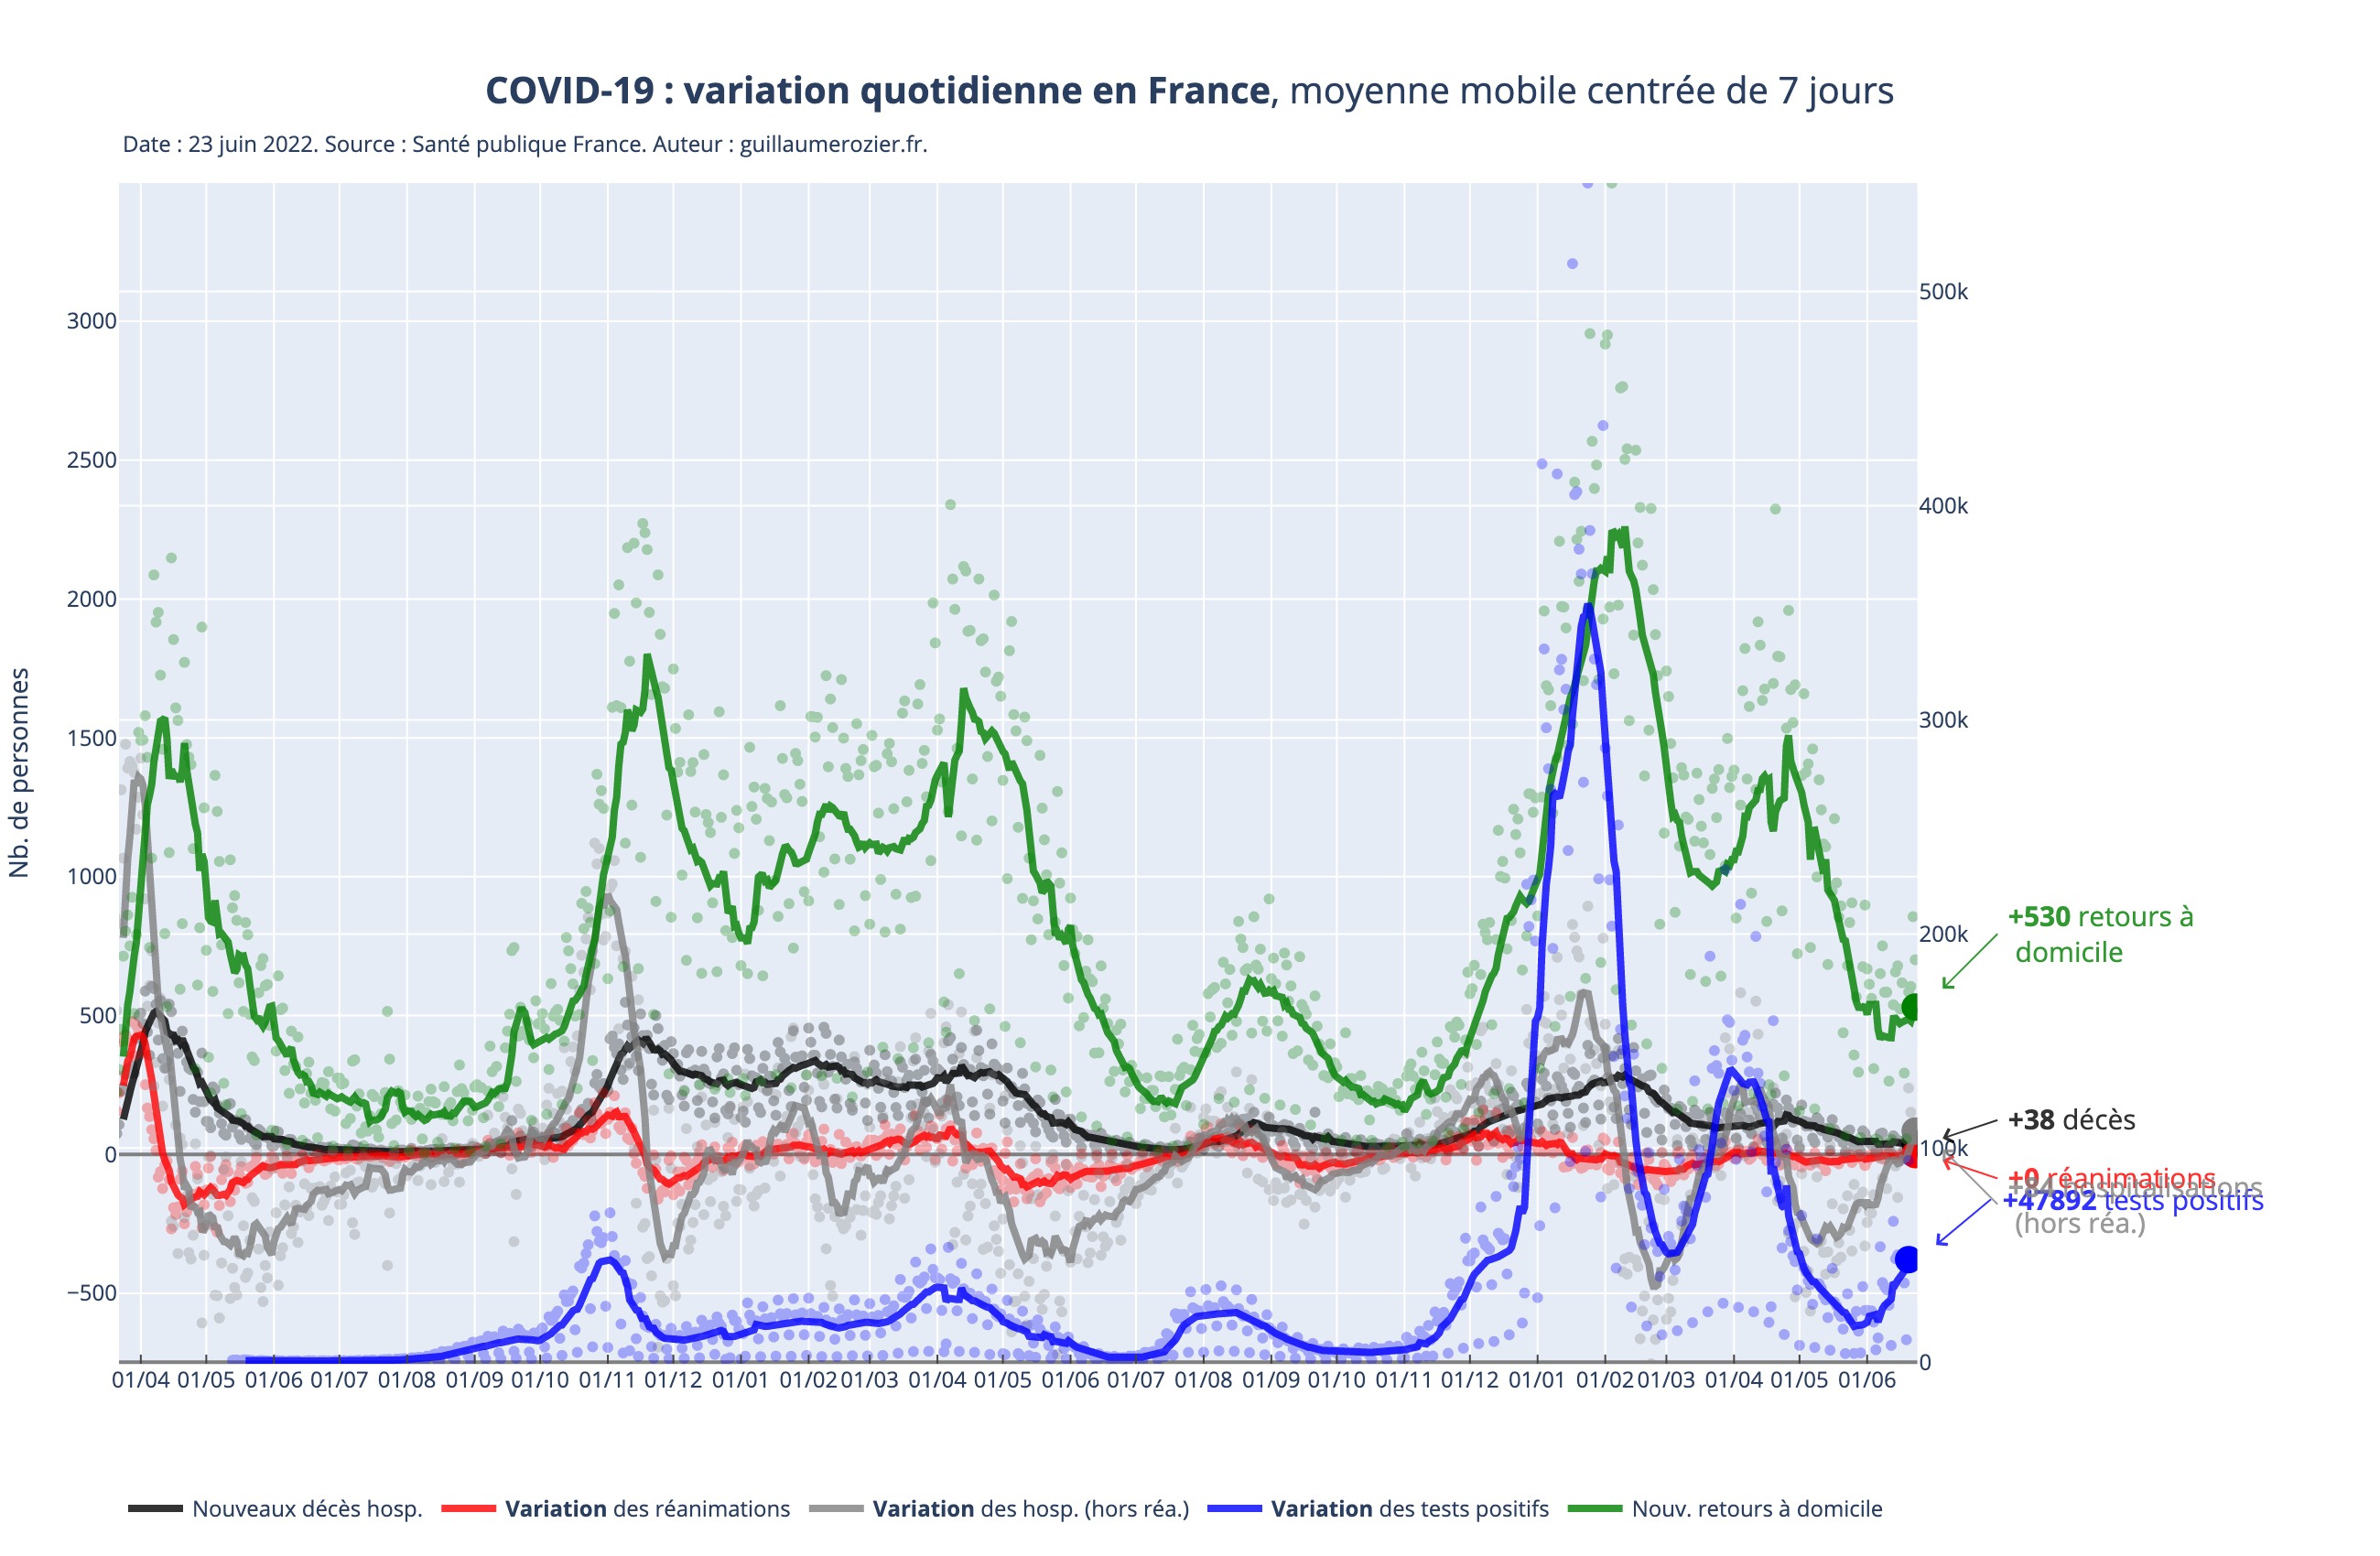 COVID-19 : variation quotidienne en France, moyenne mobile centrée de 7 jours
Date : 23 juin 2022. Source : Santé publique France. Auteur : guillaumerozier.fr.
Nb. de personnes
3000
2500
2000
1500
1000
500
0
−500
500k
400k
300k
200k
100k
0
+530 retours à
domicile
+38 décès
+0 réanimations
+84 hospitalisations
(hors réa.)
+47892 tests positifs
01/04 01/05 01/06 01/07 01/08 01/09 01/10 01/11 01/12 01/01 01/02 01/03 01/04 01/05 01/06 01/07 01/08 01/09 01/10 01/11 01/12 01/01 01/02 01/03 01/04 01/05 01/06
Nouveaux décès hosp. Variation des réanimations Variation des hosp. (hors réa.) Variation des tests positifs Nouv. retours à domicile